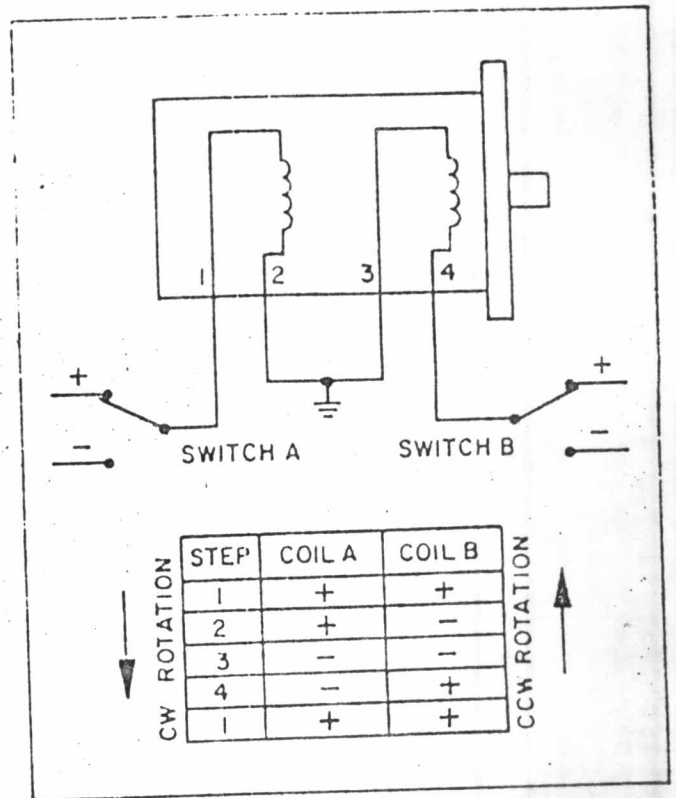 1 2 3 4
+ +
− −
SWITCH A SWITCH B
CW ROTATION
STEP COIL A COIL B
1 + +
2 + −
3 − −
4 − +
1 + +
CCW ROTATION